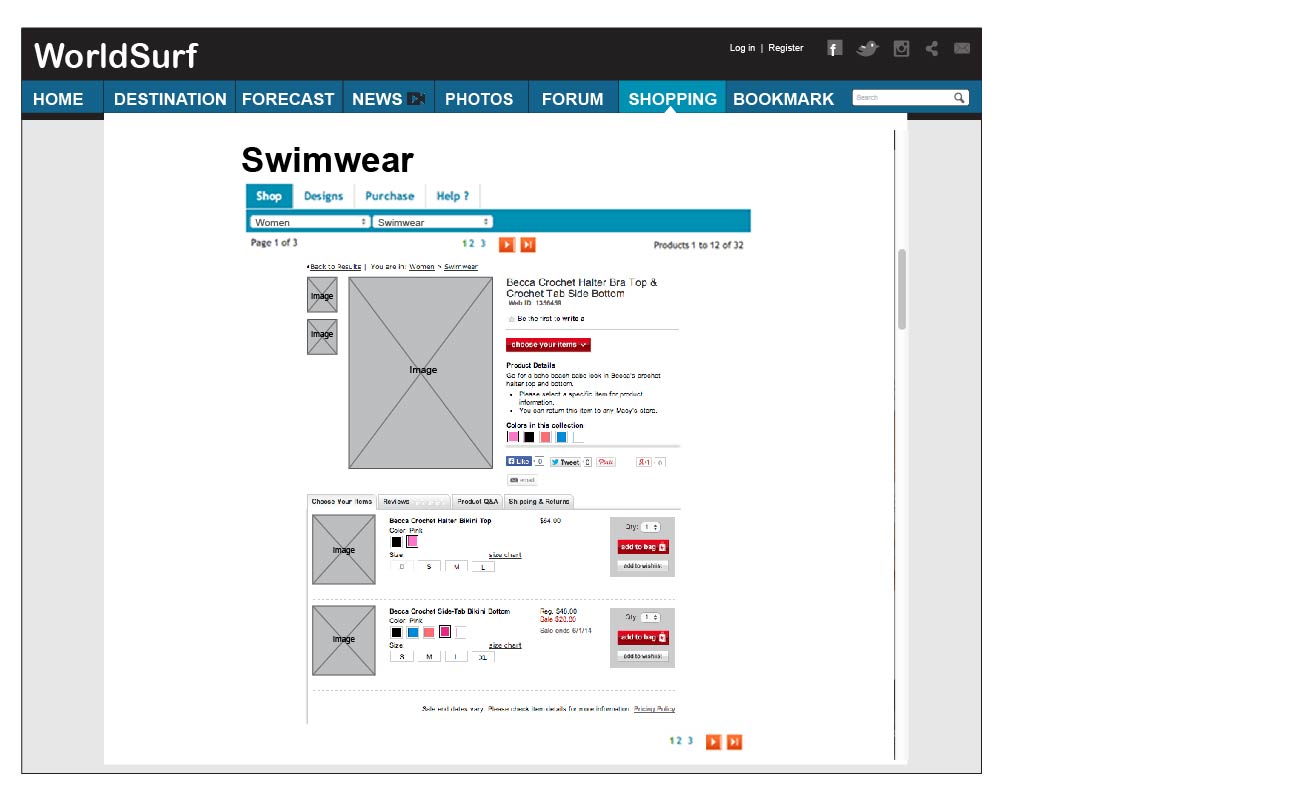 WorldSurf
Log in | Register
HOME DESTINATION FORECAST NEWS PHOTOS FORUM SHOPPING BOOKMARK Search
Swimwear
Shop Designs Purchase Help ?
Women Swimwear
Page 1 of 3 1 2 3 Products 1 to 12 of 32
Back to Results | You are in: Women > Swimwear
Image
Image
Image
Becca Crochet Halter Bra Top &
Crochet Tab Side Bottom
Web ID:
Be the first to write a
choose your items
Product Details
Go for a boho beach babe look in Becca's crochet
halter top and bottom.
• Please select a specific item for product
information.
• You can return this item to any Macy's store.
Colors in this collection
Like 0 Tweet 0 Pin it +1 0
email
Choose Your Items Reviews Product Q&A Shipping & Returns
Image
Becca Crochet Halter Bikini Top
Color Pink
Size size chart
S M L
Qty: 1
add to bag
add to wishlist
Image
Becca Crochet Side-Tab Bikini Bottom
Color Pink
Size size chart
S M L XL
Reg. $48.00
Sale
Sale ends 6/1/14
Qty: 1
add to bag
add to wishlist
Sale end dates vary. Please check item details for more information. Pricing Policy
1 2 3